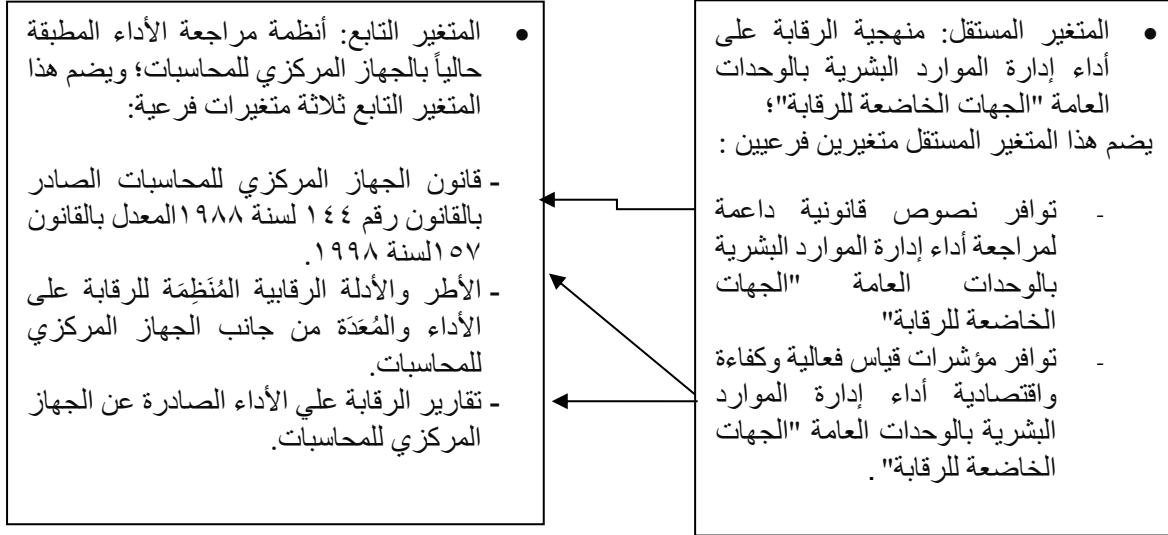 • المتغير المستقل: منهجية الرقابة على
أداء إدارة الموارد البشرية بالوحدات
العامة "الجهات الخاضعة للرقابة"؛
يضم هذا المتغير المستقل متغيرين فرعيين :
- توافر نصوص قانونية داعمة
لمراجعة أداء إدارة الموارد البشرية
بالوحدات العامة "الجهات
الخاضعة للرقابة"
- توافر مؤشرات قياس فعالية وكفاءة
واقتصادية أداء إدارة الموارد
البشرية بالوحدات العامة "الجهات
الخاضعة للرقابة" .
• المتغير التابع: أنظمة مراجعة الأداء المطبقة
حالياً بالجهاز المركزي للمحاسبات؛ ويضم هذا
المتغير التابع ثلاثة متغيرات فرعية:
- قانون الجهاز المركزي للمحاسبات الصادر
بالقانون رقم ١٤٤ لسنة ١٩٨٨المعدل بالقانون
١٥٧لسنة ١٩٩٨.
- الأطر والأدلة الرقابية المُنَظِمَة للرقابة على
الأداء والمُعَدَة من جانب الجهاز المركزي
للمحاسبات.
- تقارير الرقابة علي الأداء الصادرة عن الجهاز
المركزي للمحاسبات.